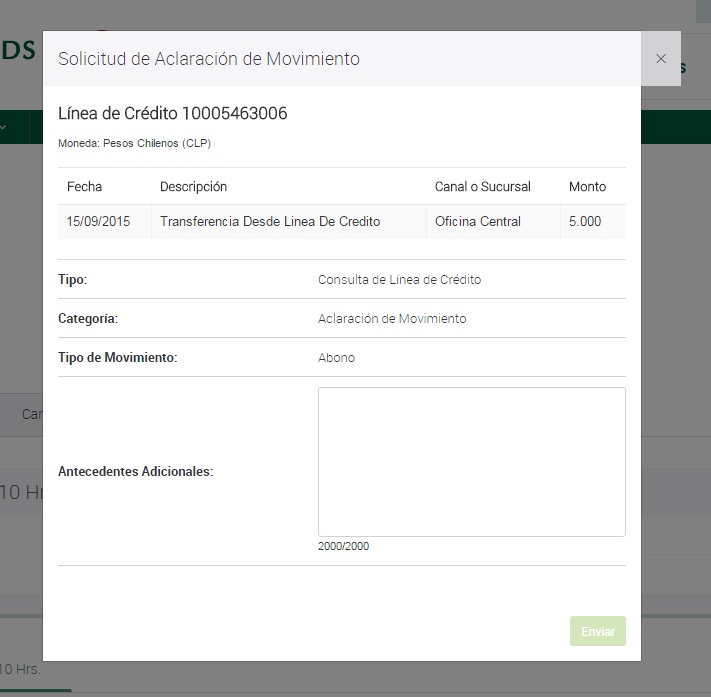 DS
Solicitud de Aclaración de Movimiento
×
s
Línea de Crédito 10005463006
Moneda: Pesos Chilenos (CLP)
Fecha Descripción Canal o Sucursal Monto
15/09/2015 Transferencia Desde Linea De Credito Oficina Central 5.000
Tipo: Consulta de Línea de Crédito
Categoría: Aclaración de Movimiento
Tipo de Movimiento: Abono
Car
Antecedentes Adicionales:
10 Hr
2000/2000
Enviar
10 Hrs.